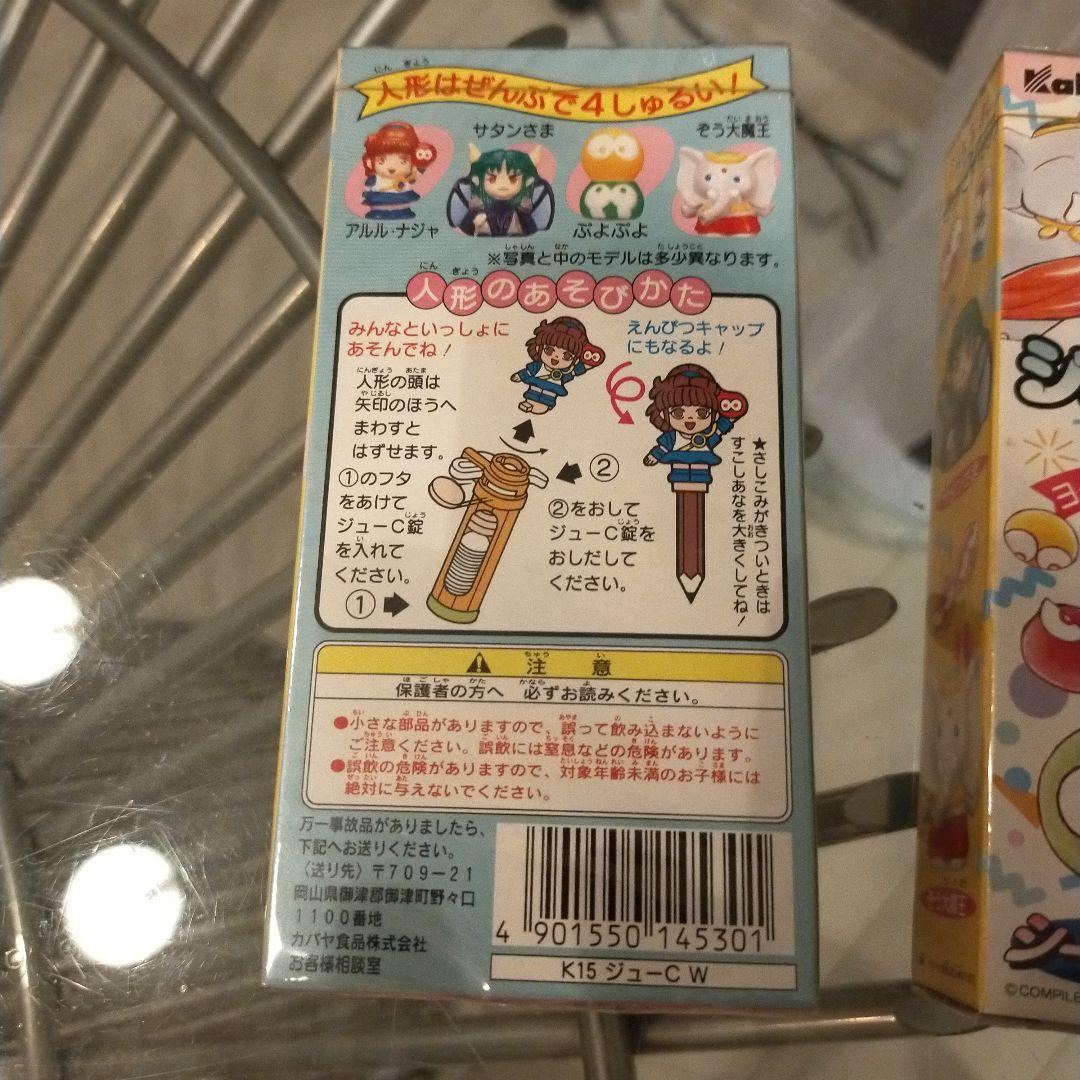 人形はぜんぶで4しゅるい!
サタンさま
ぞう大魔王
アルル・ナジャ
ぷよぷよ
※写真と中のモデルは多少異なります。
人形のあそびかた
みんなといっしょに
あそんでね!
人形の頭は
矢印のほうへ
まわすと
はずせます。
①のフタ
をあけて
ジューC錠
を入れて
ください。
①
②
②をおして
ジューC錠を
おしだして
ください。
えんぴつキャップ
にもなるよ!
★さしこみがきついときは
すこしあなを大きくしてね!
注意
保護者の方へ 必ずお読みください。
●小さな部品がありますので、誤って飲み込まないように
ご注意ください。誤飲には窒息などの危険があります。
●誤飲の危険がありますので、対象年齢未満のお子様には
絶対に与えないでください。
万一事故品がありましたら、
下記へお送りください。
〈送り先〉〒709-21
岡山県御津郡御津町野々口
1100番地
カバヤ食品株式会社
お客様相談室
4 901550 145301
K15 ジューC W
Kab
ジ
ヨ
ぞう大魔王
ジー
©COMPILE